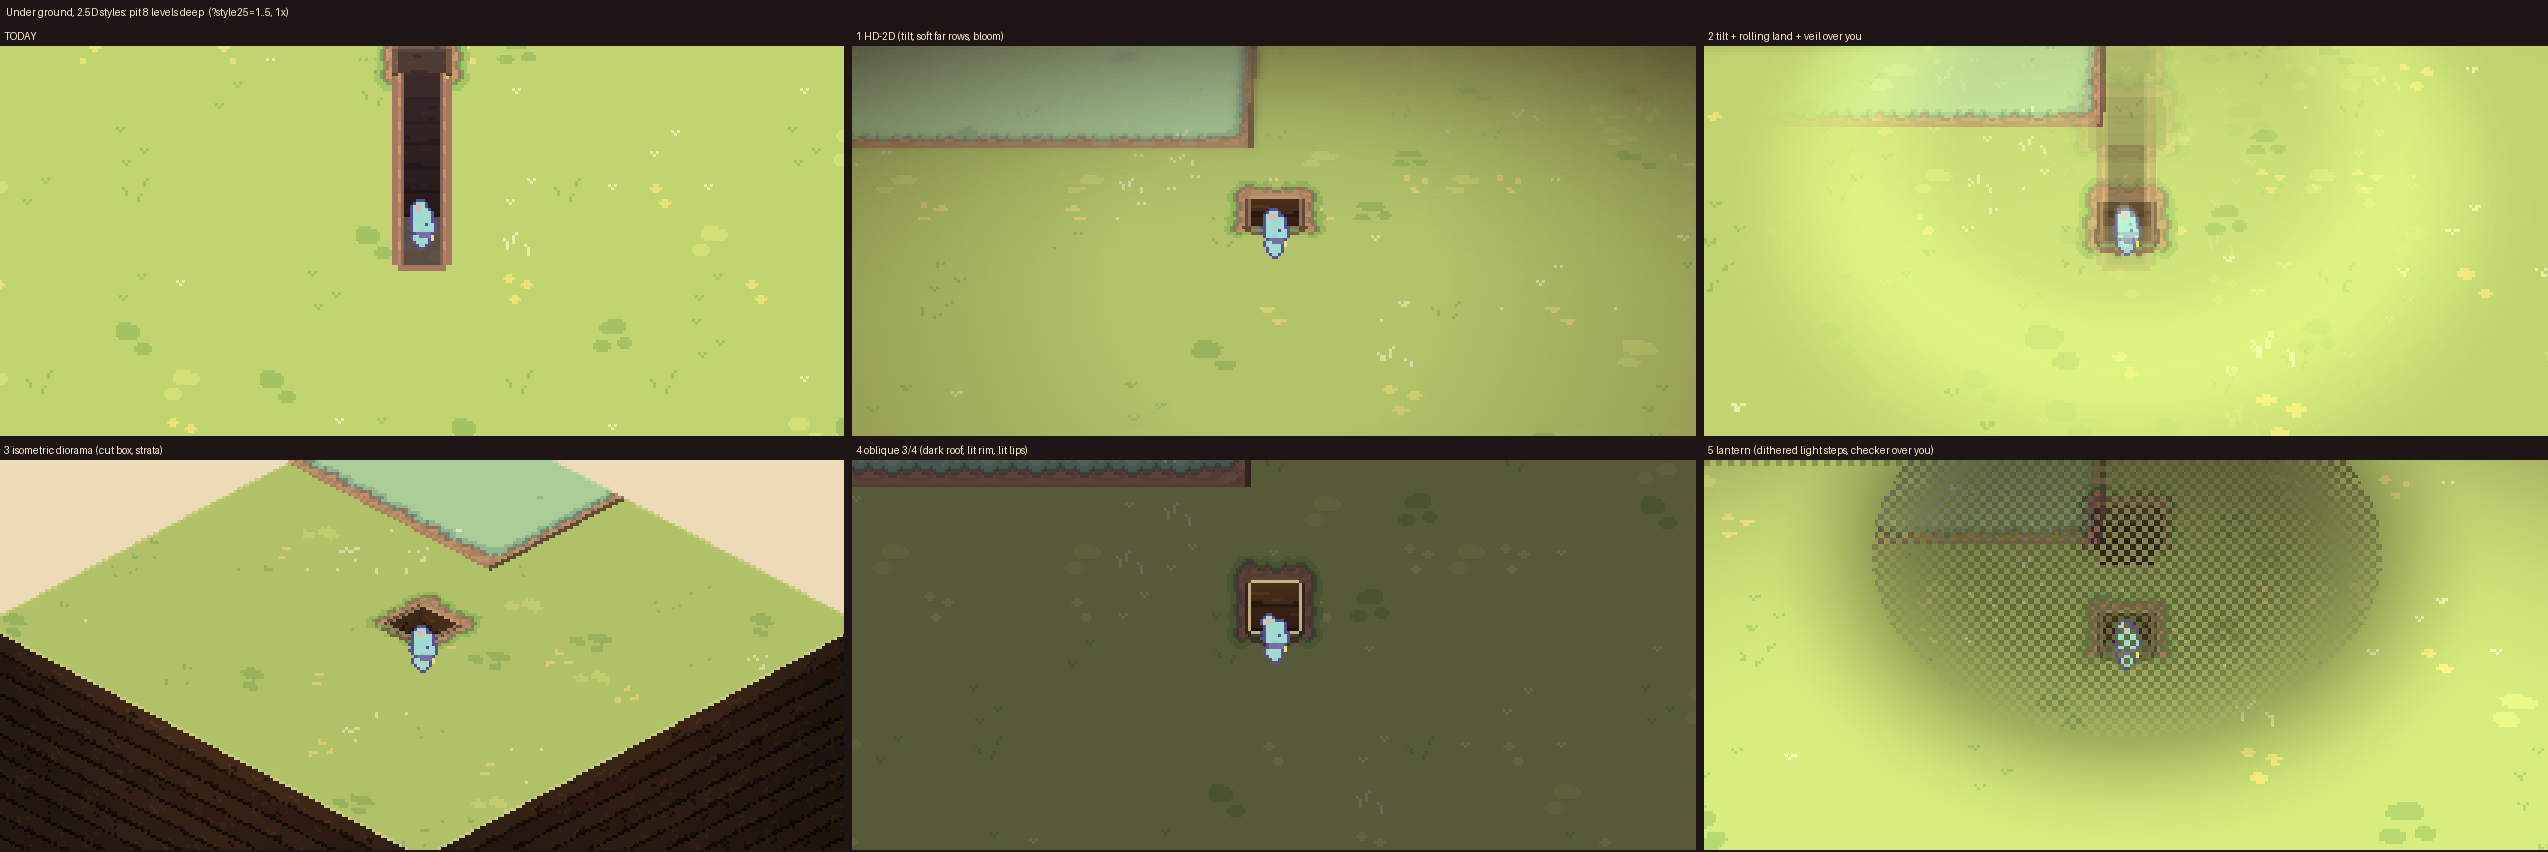 Under ground, 2.5D styles: pit 8 levels deep (?style25=1..5, 1x)
TODAY
1 HD-2D (tilt, soft far rows, bloom)
2 tilt + rolling land + veil over you
3 isometric diorama (cut box, strata)
4 oblique 3/4 (dark roof, lit rim, lit lips)
5 lantern (dithered light steps, checker over you)